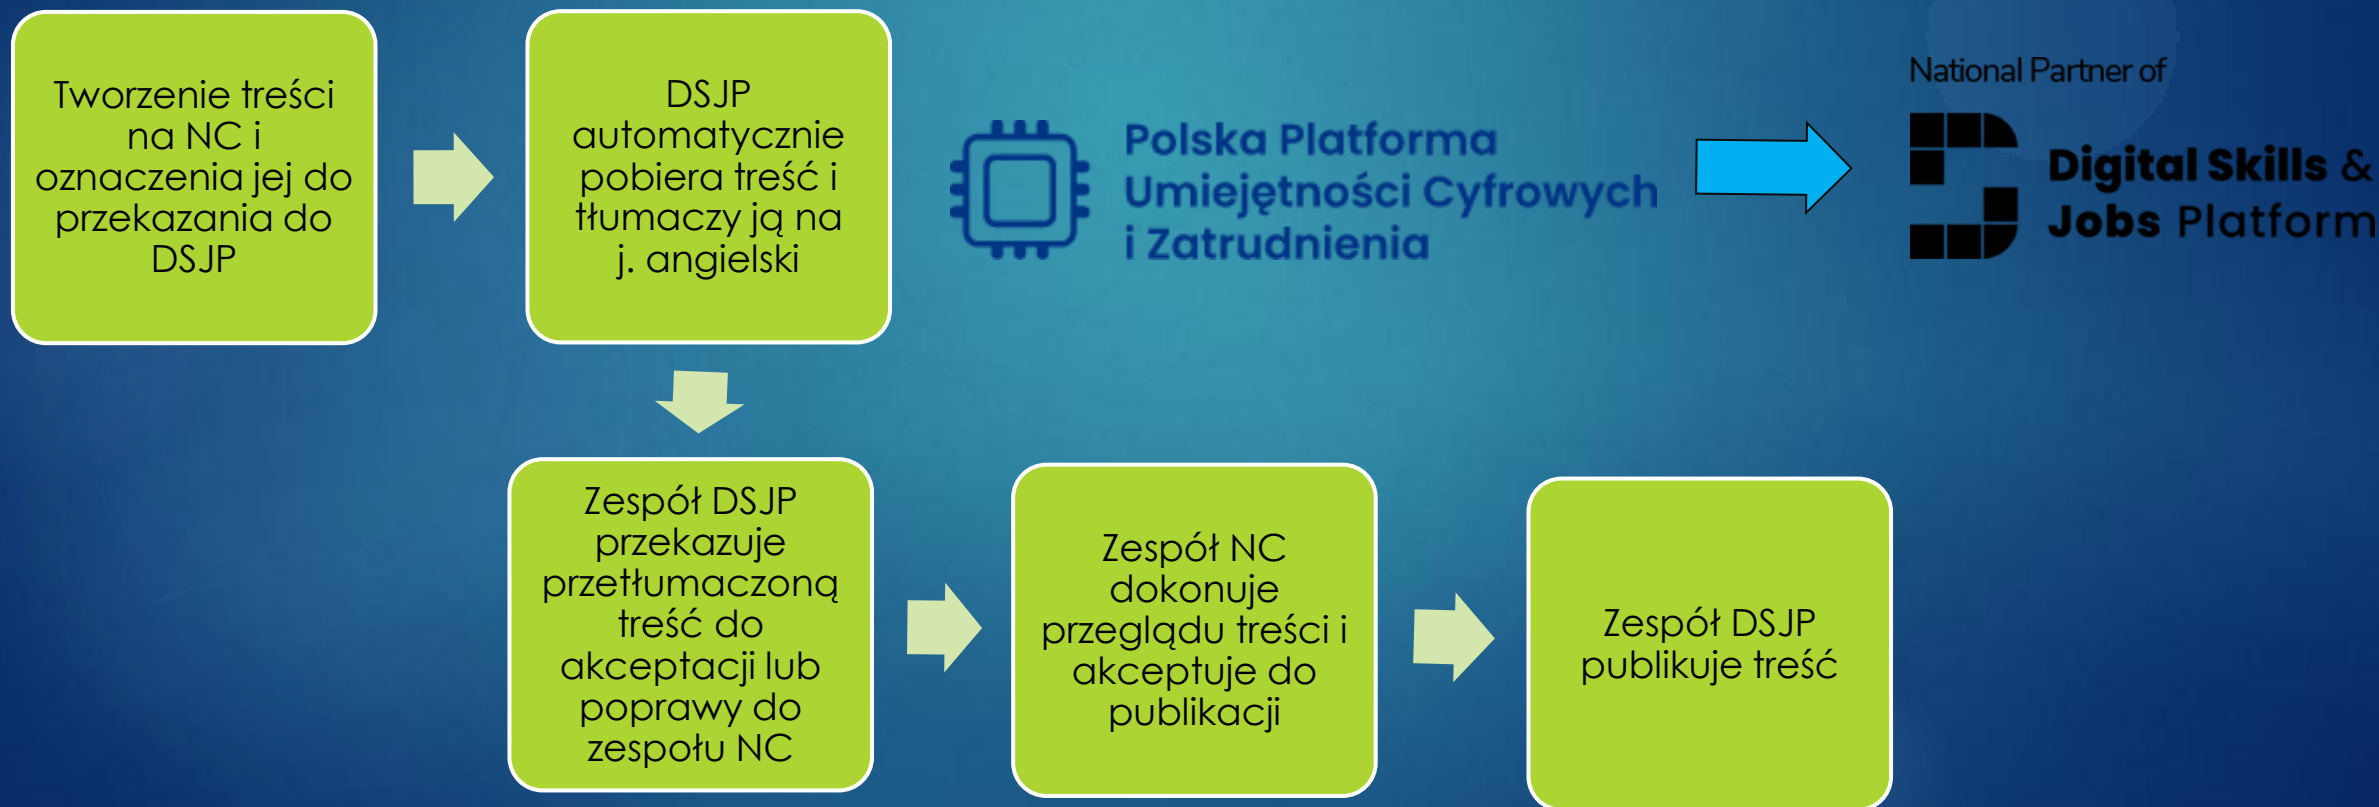 Tworzenie treści
na NC i
oznaczenia jej do
przekazania do
DSJP
DSJP
automatycznie
pobiera treść i
tłumaczy ją na
j. angielski
Polska Platforma
Umiejętności Cyfrowych
i Zatrudnienia
National Partner of
Digital Skills &
Jobs Platform
Zespół DSJP
przekazuje
przetłumaczoną
treść do
akceptacji lub
poprawy do
zespołu NC
Zespół NC
dokonuje
przeglądu treści i
akceptuje do
publikacji
Zespół DSJP
publikuje treść